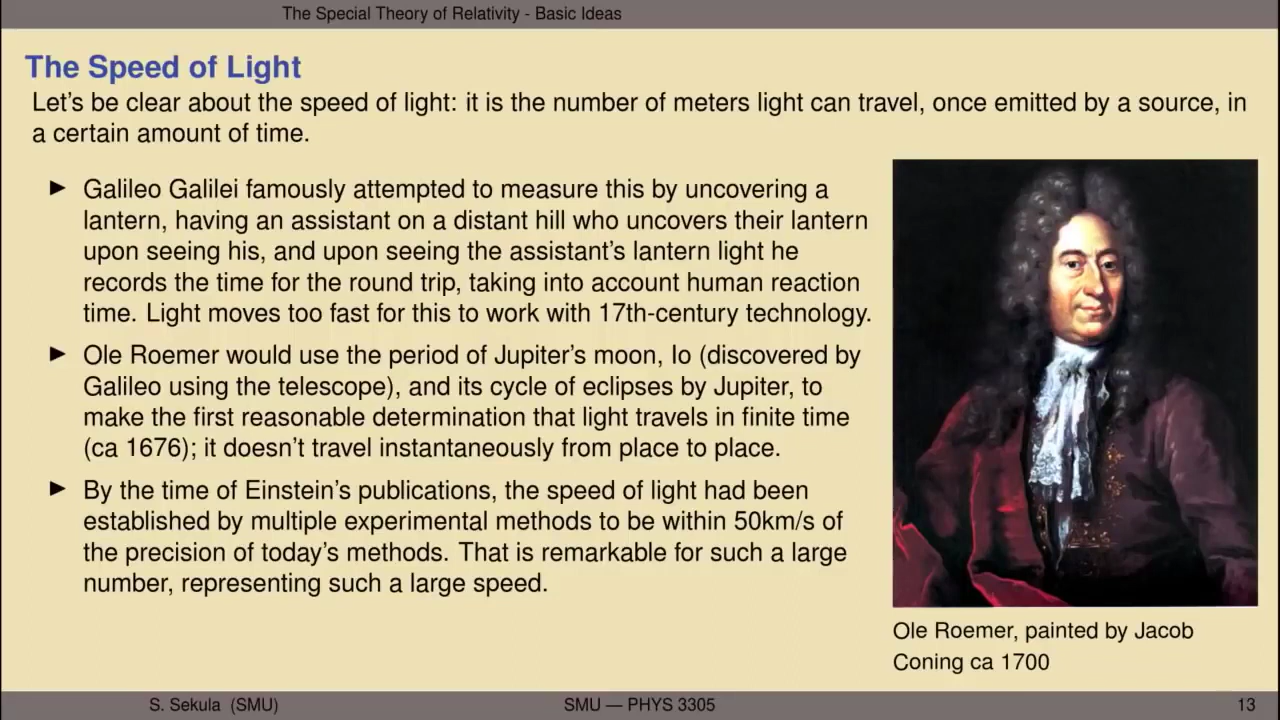 The Special Theory of Relativity - Basic Ideas
The Speed of Light
Let's be clear about the speed of light: it is the number of meters light can travel, once emitted by a source, in
a certain amount of time.
► Galileo Galilei famously attempted to measure this by uncovering a
lantern, having an assistant on a distant hill who uncovers their lantern
upon seeing his, and upon seeing the assistant's lantern light he
records the time for the round trip, taking into account human reaction
time. Light moves too fast for this to work with 17th-century technology.
► Ole Roemer would use the period of Jupiter's moon, Io (discovered by
Galileo using the telescope), and its cycle of eclipses by Jupiter, to
make the first reasonable determination that light travels in finite time
(ca 1676); it doesn't travel instantaneously from place to place.
► By the time of Einstein's publications, the speed of light had been
established by multiple experimental methods to be within 50km/s of
the precision of today's methods. That is remarkable for such a large
number, representing such a large speed.
Ole Roemer, painted by Jacob
Coning ca 1700
S. Sekula (SMU)
SMU — PHYS 3305
13